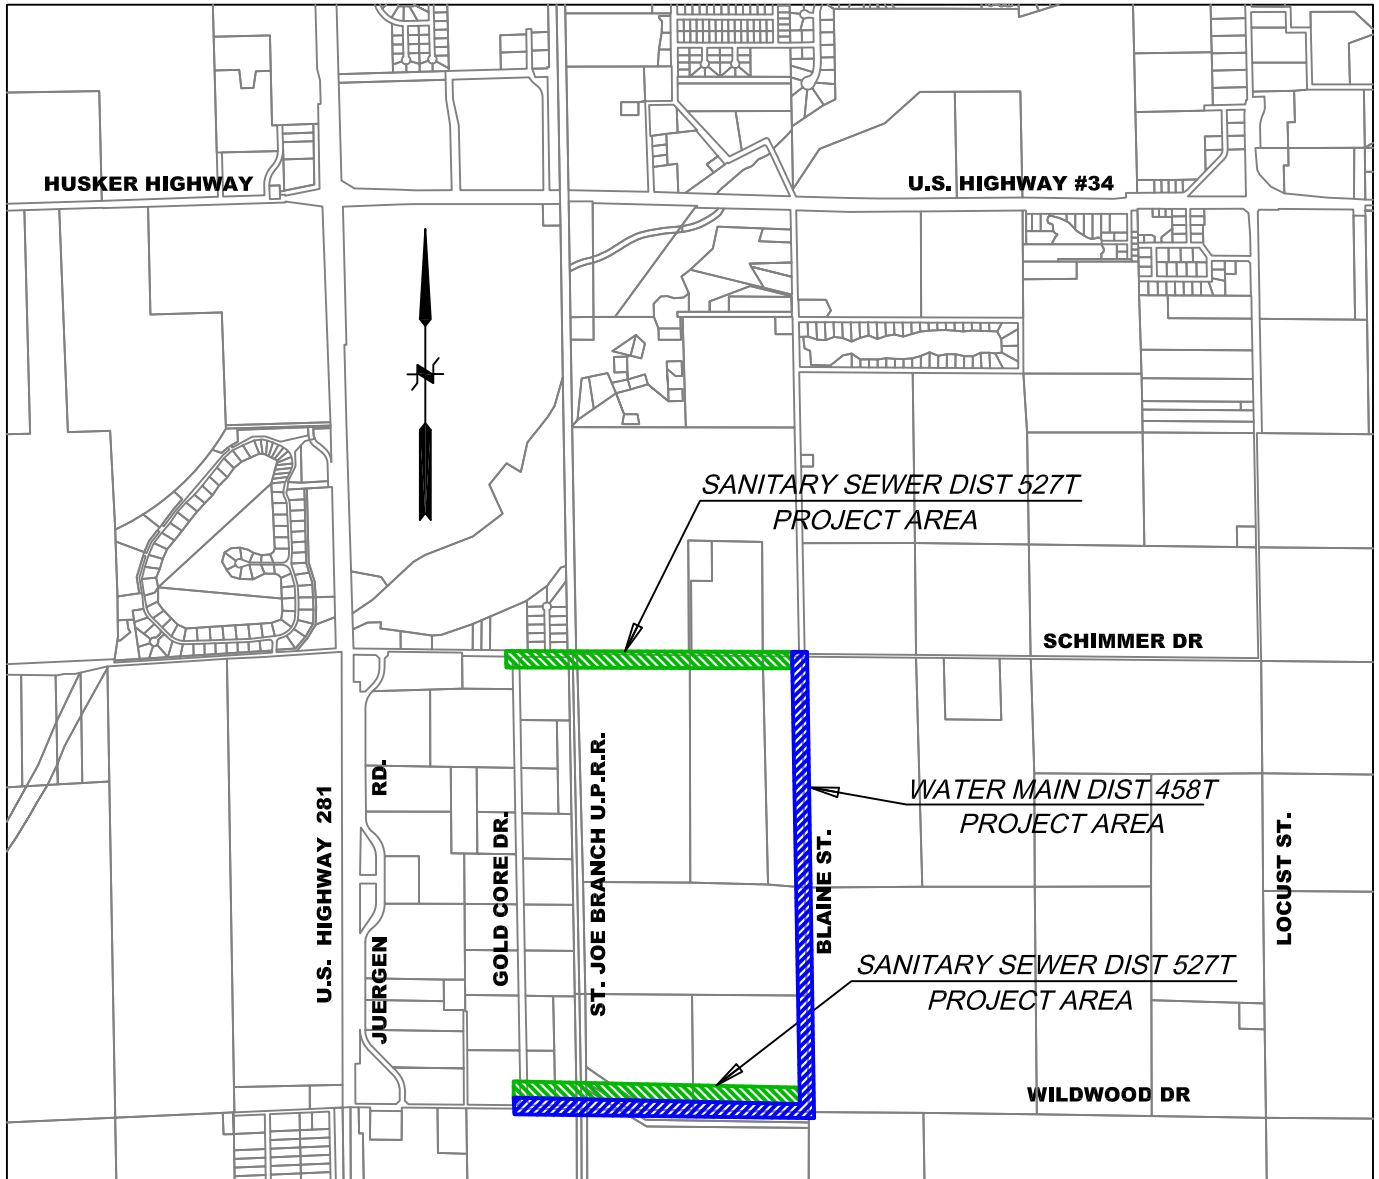 HUSKER HIGHWAY
U.S. HIGHWAY #34
N
SANITARY SEWER DIST 527T
PROJECT AREA
SCHIMMER DR
WATER MAIN DIST 458T
PROJECT AREA
U.S. HIGHWAY 281
JUERGEN RD.
GOLD CORE DR.
ST. JOE BRANCH U.P.R.R.
BLAINE ST.
LOCUST ST.
SANITARY SEWER DIST 527T
PROJECT AREA
WILDWOOD DR